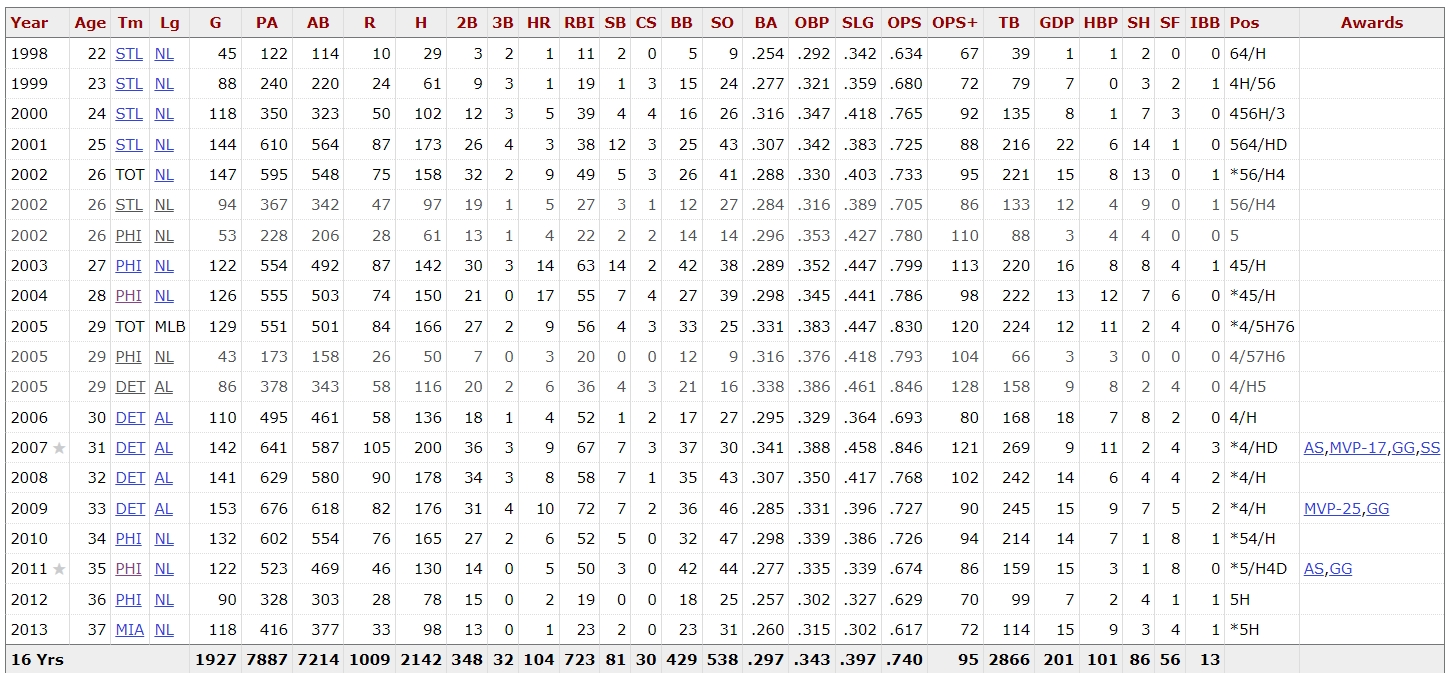 Year Age Tm Lg G PA AB R H 2B 3B HR RBI SB CS BB SO BA OBP SLG OPS OPS+ TB GDP HBP SH SF IBB Pos Awards
1998 22 STL NL 45 122 114 10 29 3 2 1 11 2 0 5 9 .254 .292 .342 .634 67 39 1 1 2 0 0 64/H
1999 23 STL NL 88 240 220 24 61 9 3 1 19 1 3 15 24 .277 .321 .359 .680 72 79 7 0 3 2 1 4H/56
2000 24 STL NL 118 350 323 50 102 12 3 5 39 4 4 16 26 .316 .347 .418 .765 92 135 8 1 7 3 0 456H/3
2001 25 STL NL 144 610 564 87 173 26 4 3 38 12 3 25 43 .307 .342 .383 .725 88 216 22 6 14 1 0 564/HD
2002 26 TOT NL 147 595 548 75 158 32 2 9 49 5 3 26 41 .288 .330 .403 .733 95 221 15 8 13 0 1 *56/H4
2002 26 STL NL 94 367 342 47 97 19 1 5 27 3 1 12 27 .284 .316 .389 .705 86 133 12 4 9 0 1 56/H4
2002 26 PHI NL 53 228 206 28 61 13 1 4 22 2 2 14 14 .296 .353 .427 .780 110 88 3 4 4 0 0 5
2003 27 PHI NL 122 554 492 87 142 30 3 14 63 14 2 42 38 .289 .352 .447 .799 113 220 16 8 8 4 1 45/H
2004 28 PHI NL 126 555 503 74 150 21 0 17 55 7 4 27 39 .298 .345 .441 .786 98 222 13 12 7 6 0 *45/H
2005 29 TOT MLB 129 551 501 84 166 27 2 9 56 4 3 33 25 .331 .383 .447 .830 120 224 12 11 2 4 0 *4/5H76
2005 29 PHI NL 43 173 158 26 50 7 0 3 20 0 0 12 9 .316 .376 .418 .793 104 66 3 3 0 0 0 4/57H6
2005 29 DET AL 86 378 343 58 116 20 2 6 36 4 3 21 16 .338 .386 .461 .846 128 158 9 8 2 4 0 4/H5
2006 30 DET AL 110 495 461 58 136 18 1 4 52 1 2 17 27 .295 .329 .364 .693 80 168 18 7 8 2 0 4/H
2007 ★ 31 DET AL 142 641 587 105 200 36 3 9 67 7 3 37 30 .341 .388 .458 .846 121 269 9 11 2 4 3 *4/HD AS,MVP-17,GG,SS
2008 32 DET AL 141 629 580 90 178 34 3 8 58 7 1 35 43 .307 .350 .417 .768 102 242 14 6 4 4 2 *4/H
2009 33 DET AL 153 676 618 82 176 31 4 10 72 7 2 36 46 .285 .331 .396 .727 90 245 15 9 7 5 2 *4/H MVP-25,GG
2010 34 PHI NL 132 602 554 76 165 27 2 6 52 5 0 32 47 .298 .339 .386 .726 94 214 14 7 1 8 1 *54/H
2011 ★ 35 PHI NL 122 523 469 46 130 14 0 5 50 3 0 42 44 .277 .335 .339 .674 86 159 15 3 1 8 0 *5/H4D AS,GG
2012 36 PHI NL 90 328 303 28 78 15 0 2 19 0 0 18 25 .257 .302 .327 .629 70 99 7 2 4 1 1 5H
2013 37 MIA NL 118 416 377 33 98 13 0 1 23 2 0 23 31 .260 .315 .302 .617 72 114 15 9 3 4 1 *5H
16 Yrs 1927 7887 7214 1009 2142 348 32 104 723 81 30 429 538 .297 .343 .397 .740 95 2866 201 101 86 56 13